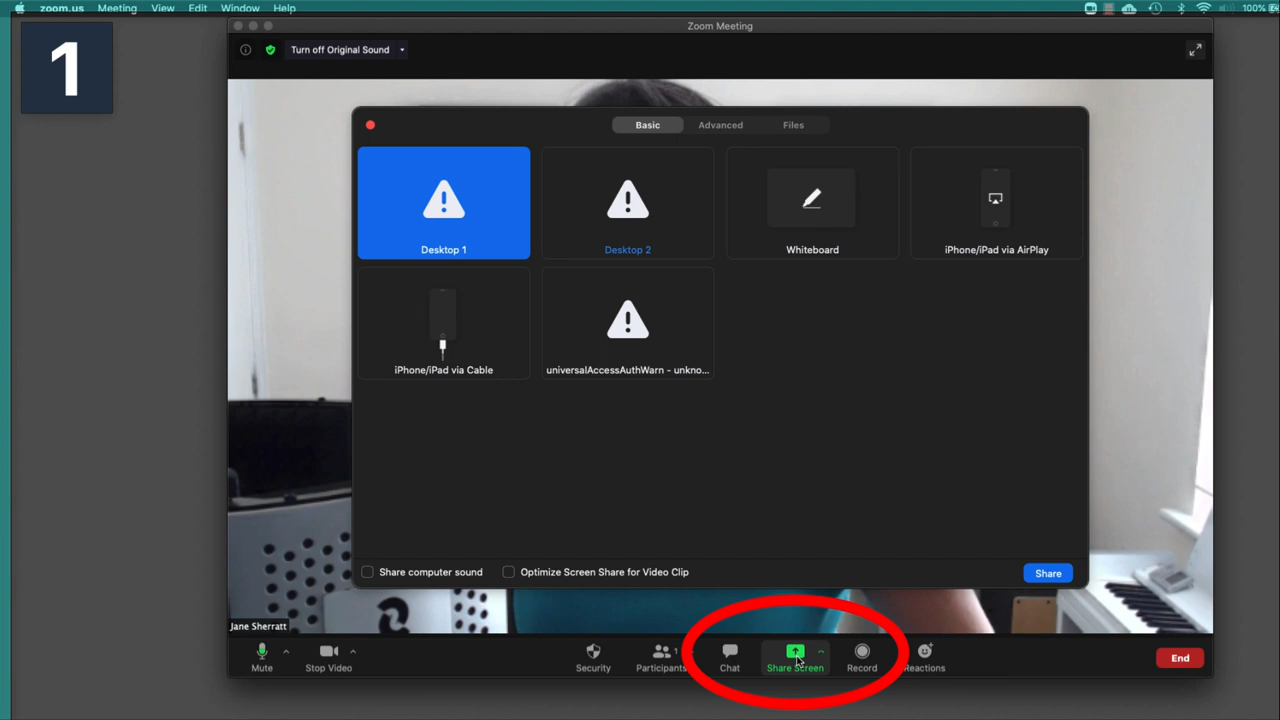 zoom.us Meeting View Edit Window Help 100%
Zoom Meeting
1
Turn off Original Sound
Basic Advanced Files
Desktop 1 Desktop 2 Whiteboard iPhone/iPad via AirPlay
iPhone/iPad via Cable universalAccessAuthWarn - unkno...
Share computer sound Optimize Screen Share for Video Clip Share
Jane Sherratt
1
Mute Stop Video Security Participants Chat Share Screen Record Reactions End